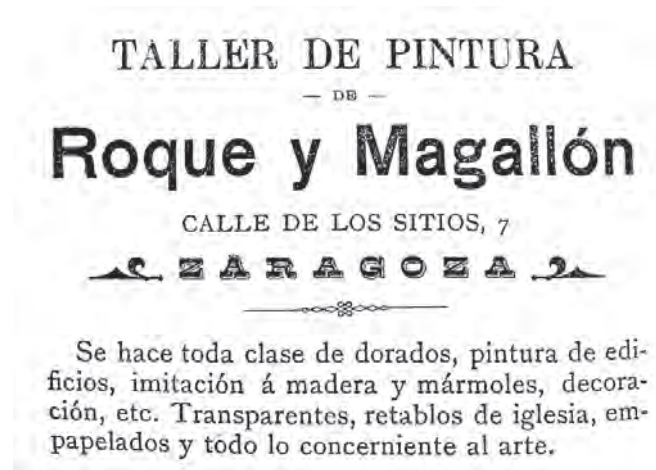 TALLER DE PINTURA
— DE —
Roque y Magallón
CALLE DE LOS SITIOS, 7
ZARAGOZA
Se hace toda clase de dorados, pintura de edi-
ficios, imitación á madera y mármoles, decora-
ción, etc. Transparentes, retablos de iglesia, em-
papelados y todo lo concerniente al arte.